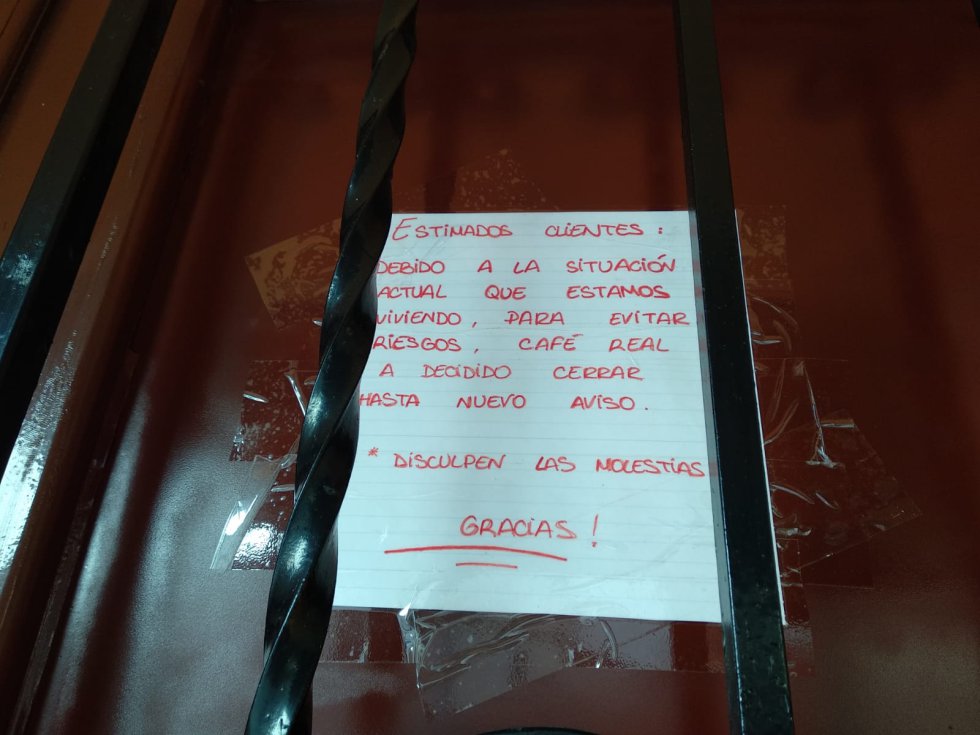 ESTIMADOS CLIENTES :
DEBIDO A LA SITUACIÓN
ACTUAL QUE ESTAMOS
VIVIENDO, PARA EVITAR
RIESGOS, CAFÉ REAL
A DECIDIDO CERRAR
HASTA NUEVO AVISO.
* DISCULPEN LAS MOLESTIAS
GRACIAS !